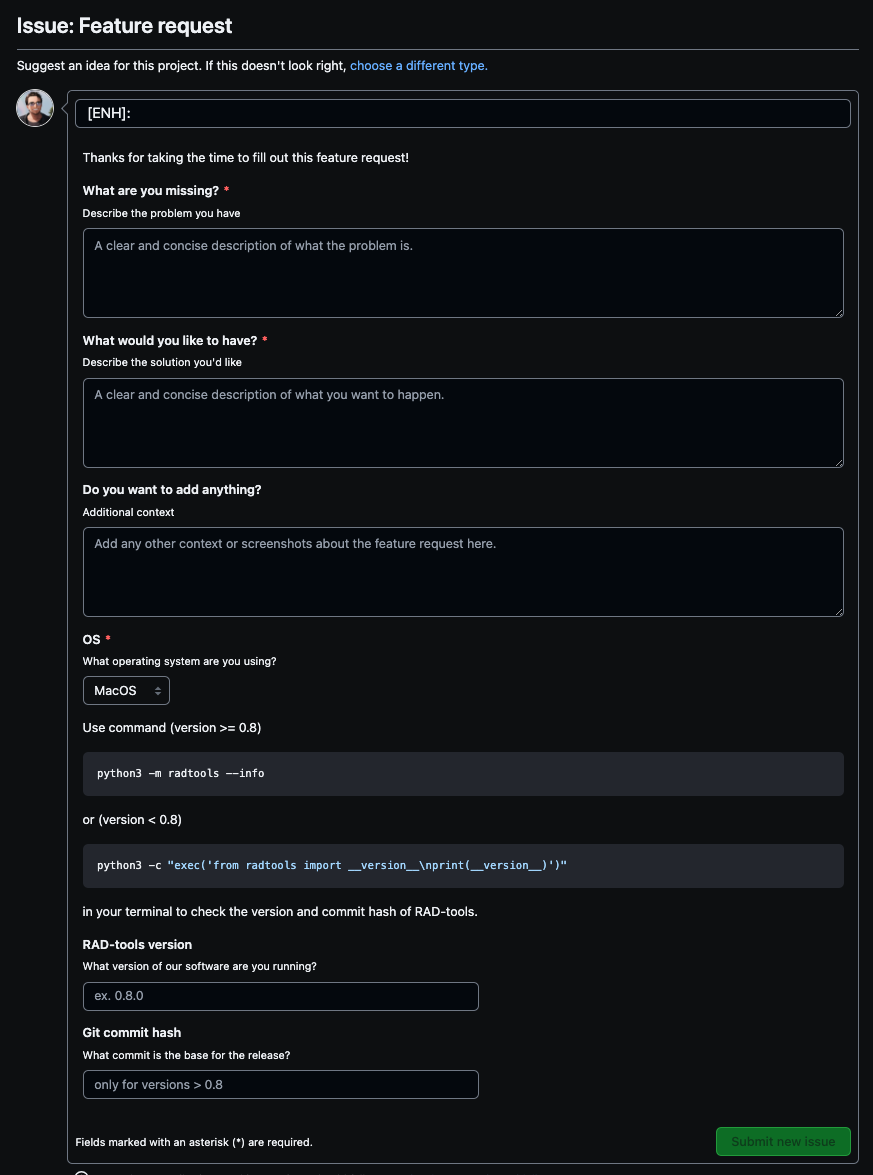 Issue: Feature request
Suggest an idea for this project. If this doesn't look right, choose a different type.
[ENH]:
Thanks for taking the time to fill out this feature request!
What are you missing? *
Describe the problem you have
A clear and concise description of what the problem is.
What would you like to have? *
Describe the solution you'd like
A clear and concise description of what you want to happen.
Do you want to add anything?
Additional context
Add any other context or screenshots about the feature request here.
OS *
What operating system are you using?
MacOS
Use command (version >= 0.8)
python3 -m radtools --info
or (version < 0.8)
python3 -c "exec('from radtools import __version__\nprint(__version__)')"
in your terminal to check the version and commit hash of RAD-tools.
RAD-tools version
What version of our software are you running?
ex. 0.8.0
Git commit hash
What commit is the base for the release?
only for versions > 0.8
Fields marked with an asterisk (*) are required.
Submit new issue